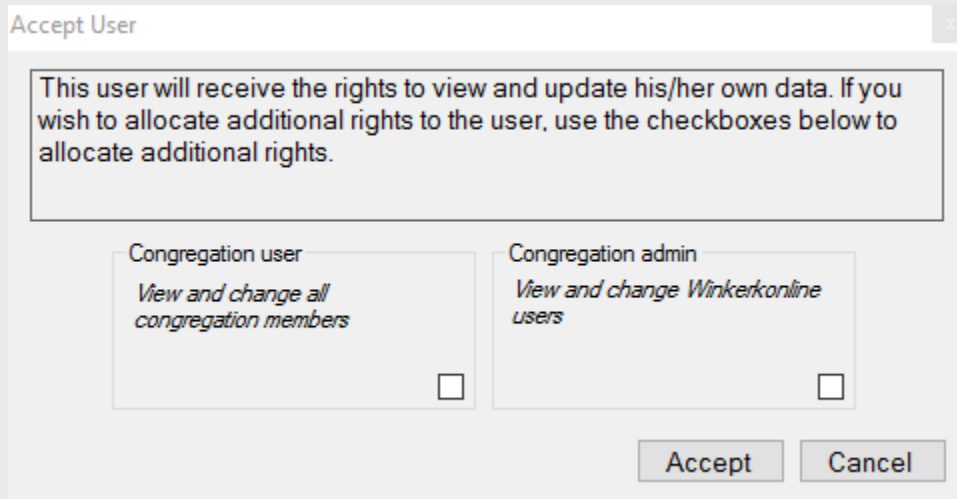 Accept User
x
This user will receive the rights to view and update his/her own data. If you
wish to allocate additional rights to the user, use the checkboxes below to
allocate additional rights.
Congregation user
View and change all
congregation members
Congregation admin
View and change Winkerkonline
users
Accept
Cancel